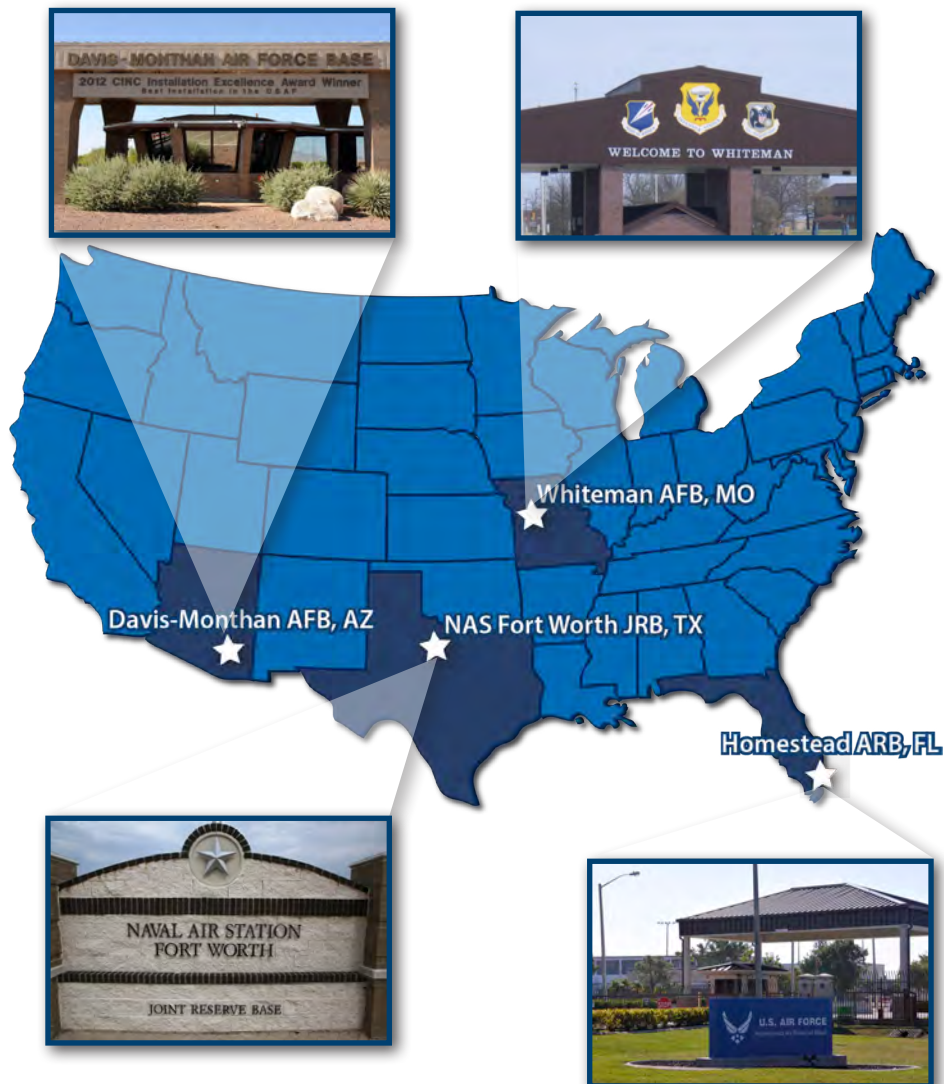 DAVIS-MONTHAN AIR FORCE BASE
2012 CINC Installation Excellence Award Winner
Best Installation in the USAF
WELCOME TO WHITEMAN
Whiteman AFB, MO
Davis-Monthan AFB, AZ
NAS Fort Worth JRB, TX
Homestead ARB, FL
NAVAL AIR STATION
FORT WORTH
JOINT RESERVE BASE
U.S. AIR FORCE